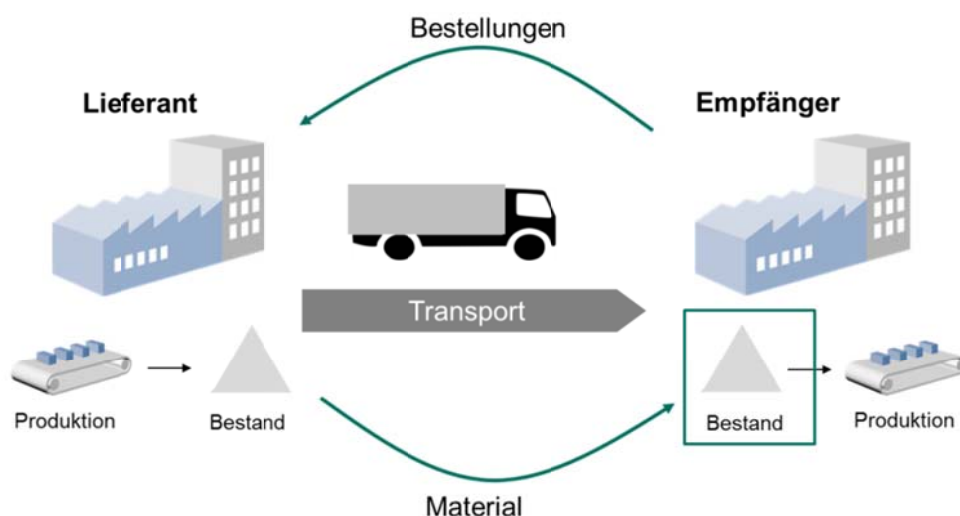 Bestellungen
Lieferant
Empfänger
Transport
Produktion
Bestand
Bestand
Produktion
Material